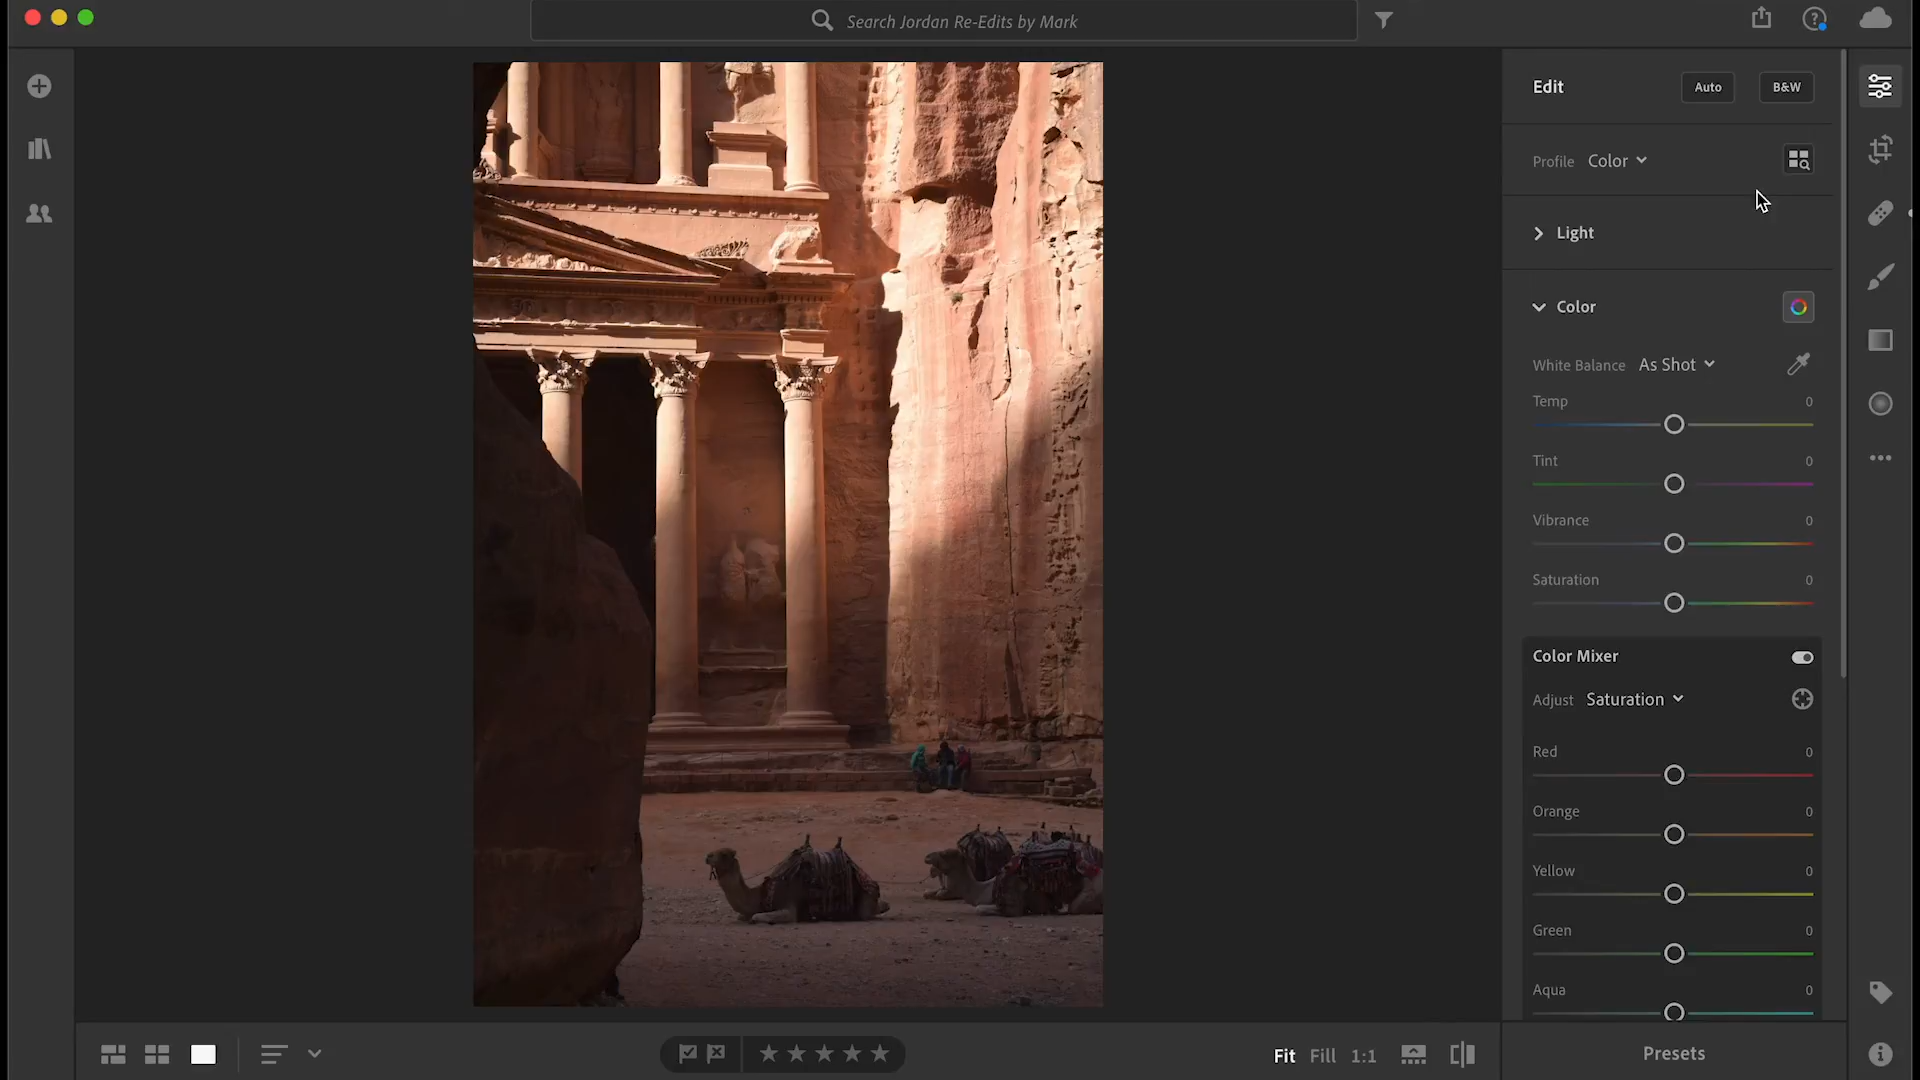 Search Jordan Re-Edits by Mark
Edit
Auto
B&W
Profile Color
Light
Color
White Balance As Shot
Temp 0
Tint 0
Vibrance 0
Saturation 0
Color Mixer
Adjust Saturation
Red 0
Orange 0
Yellow 0
Green 0
Aqua 0
Fit Fill 1:1
Presets